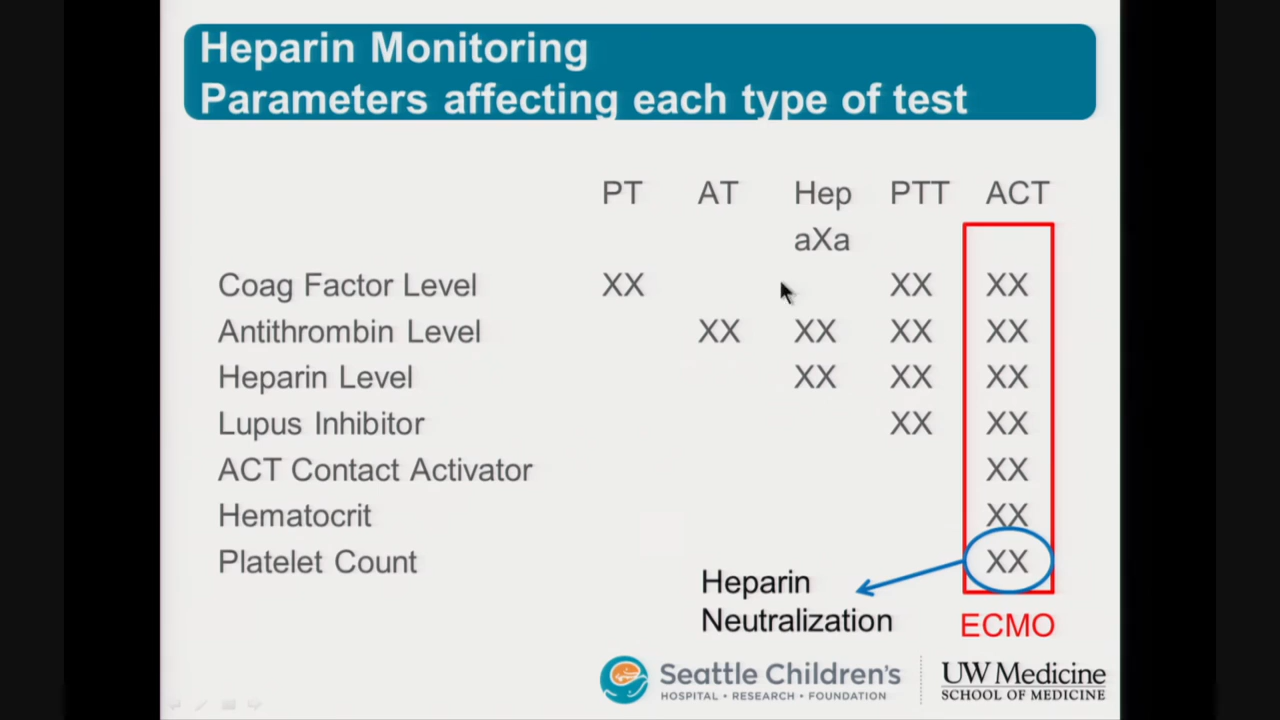 Heparin Monitoring
Parameters affecting each type of test
PT AT Hep PTT ACT
aXa
Coag Factor Level XX XX XX
Antithrombin Level XX XX XX XX
Heparin Level XX XX XX
Lupus Inhibitor XX XX
ACT Contact Activator XX
Hematocrit XX
Platelet Count XX
Heparin
Neutralization
ECMO
Seattle Children's
HOSPITAL • RESEARCH • FOUNDATION
UW Medicine
SCHOOL OF MEDICINE